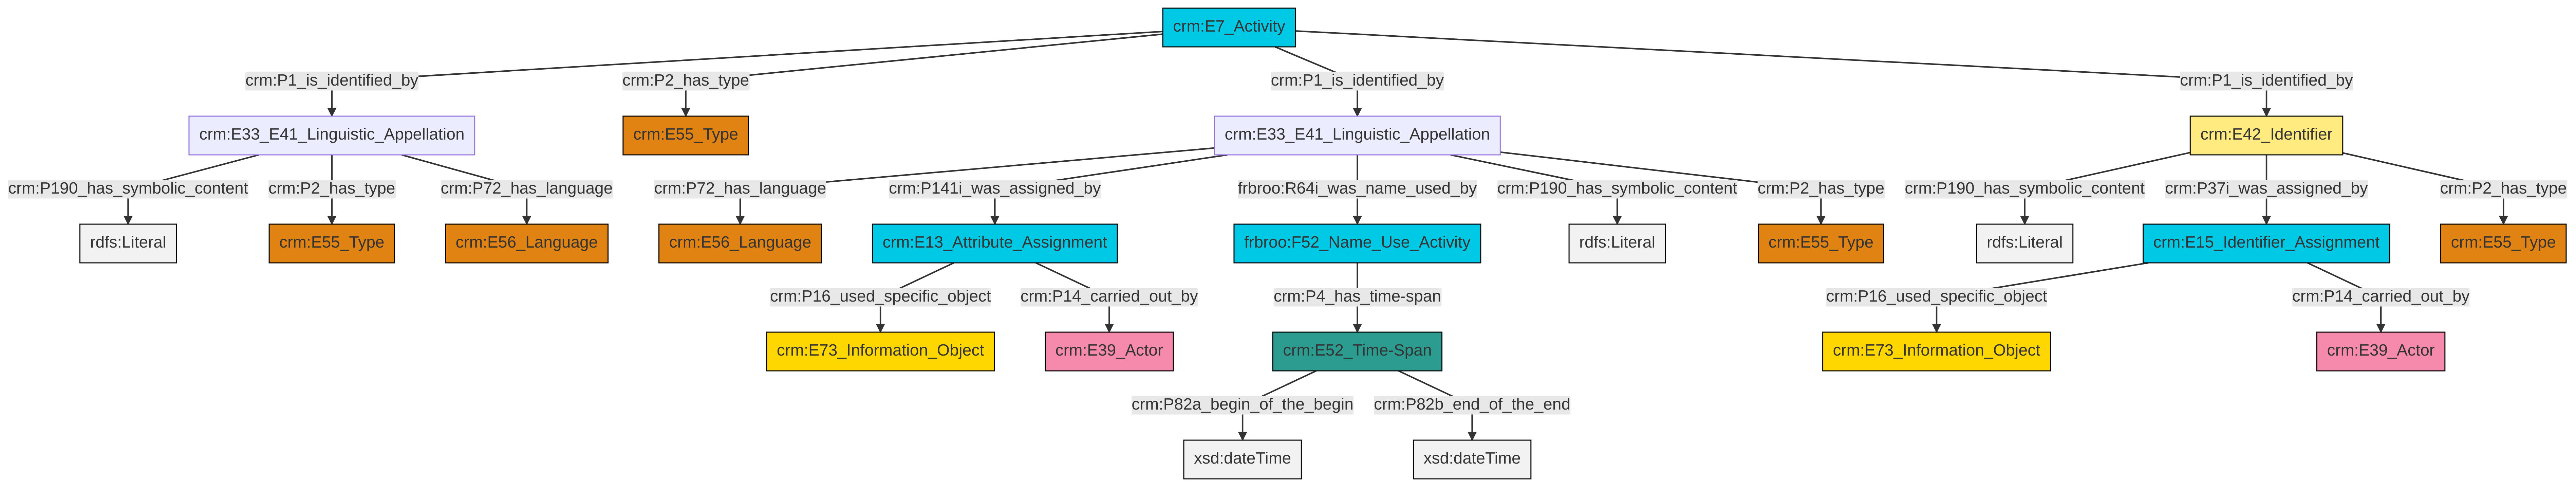 crm:E7_Activity
crm:P1_is_identified_by
crm:P2_has_type
crm:P1_is_identified_by
crm:P1_is_identified_by
crm:E33_E41_Linguistic_Appellation
crm:E55_Type
crm:E33_E41_Linguistic_Appellation
crm:E42_Identifier
crm:P190_has_symbolic_content
crm:P2_has_type
crm:P72_has_language
crm:P72_has_language
crm:P141i_was_assigned_by
frbroo:R64i_was_name_used_by
crm:P190_has_symbolic_content
crm:P2_has_type
crm:P190_has_symbolic_content
crm:P37i_was_assigned_by
crm:P2_has_type
rdfs:Literal
crm:E55_Type
crm:E56_Language
crm:E56_Language
crm:E13_Attribute_Assignment
frbroo:F52_Name_Use_Activity
rdfs:Literal
crm:E55_Type
rdfs:Literal
crm:E15_Identifier_Assignment
crm:E55_Type
crm:P16_used_specific_object
crm:P14_carried_out_by
crm:P4_has_time-span
crm:P16_used_specific_object
crm:P14_carried_out_by
crm:E73_Information_Object
crm:E39_Actor
crm:E52_Time-Span
crm:E73_Information_Object
crm:E39_Actor
crm:P82a_begin_of_the_begin
crm:P82b_end_of_the_end
xsd:dateTime
xsd:dateTime